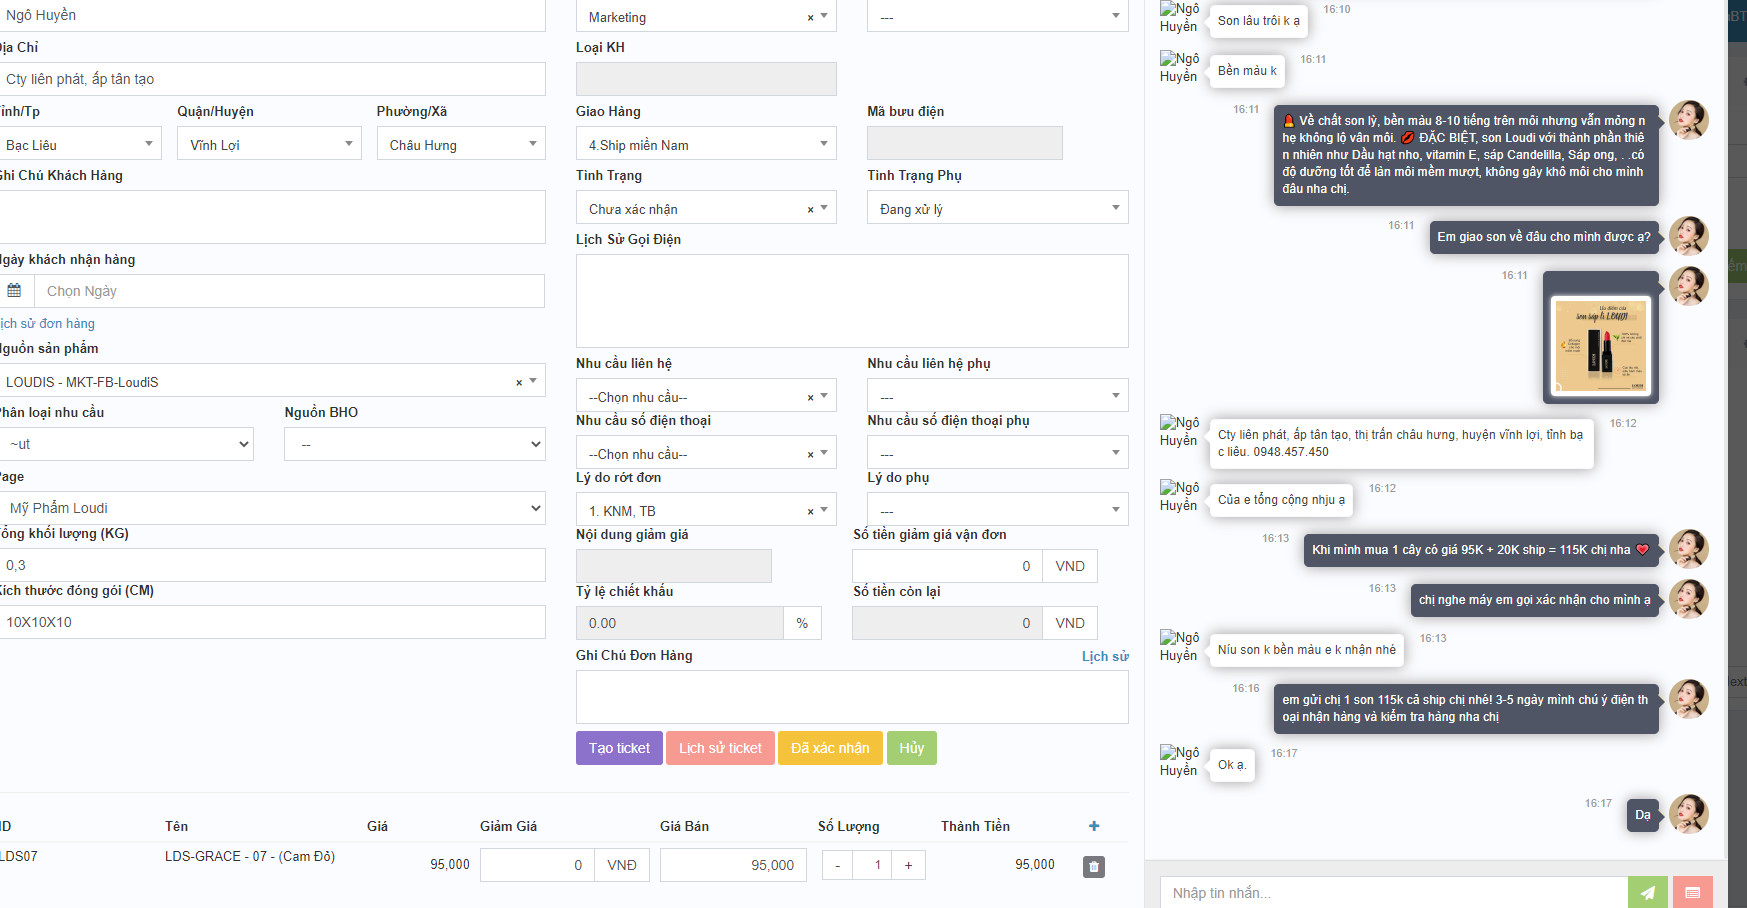 Ngô Huyền
Địa Chỉ
Cty liên phát, ấp tân tạo
Tỉnh/Tp
Quận/Huyện
Phường/Xã
Bạc Liêu
Vĩnh Lợi
Châu Hưng
Ghi Chú Khách Hàng
Ngày khách nhận hàng
Chọn Ngày
Lịch sử đơn hàng
Nguồn sản phẩm
LOUDIS - MKT-FB-LoudiS
×
Phân loại nhu cầu
Nguồn BHO
~ut
--
Page
Mỹ Phẩm Loudi
Tổng khối lượng (KG)
0,3
Kích thước đóng gói (CM)
10X10X10
Marketing
×
---
Loại KH
Giao Hàng
Mã bưu điện
4.Ship miền Nam
Tình Trạng
Tình Trạng Phụ
Chưa xác nhận
×
Đang xử lý
Lịch Sử Gọi Điện
Nhu cầu liên hệ
Nhu cầu liên hệ phụ
--Chọn nhu cầu--
×
---
Nhu cầu số điện thoại
Nhu cầu số điện thoại phụ
--Chọn nhu cầu--
×
---
Lý do rớt đơn
Lý do phụ
1. KNM, TB
×
---
Nội dung giảm giá
Số tiền giảm giá vận đơn
0
VND
Tỷ lệ chiết khấu
Số tiền còn lại
0.00
%
0
VND
Ghi Chú Đơn Hàng
Lịch sử
Tạo ticket
Lịch sử ticket
Đã xác nhận
Hủy
ID
Tên
Giá
Giảm Giá
Giá Bán
Số Lượng
Thành Tiền
+
LDS07
LDS-GRACE - 07 - (Cam Đỏ)
95,000
0
VNĐ
95,000
-
1
+
95,000
Ngô
Huyền
Son lâu trôi k ạ
16:10
Ngô
Huyền
Bền màu k
16:11
16:11
💄 Về chất son lỳ, bền màu 8-10 tiếng trên môi nhưng vẫn mỏng n
hẹ không lộ vân môi. 💋 ĐẶC BIỆT, son Loudi với thành phần thiê
n nhiên như Dầu hạt nho, vitamin E, sáp Candelilla, Sáp ong, . .có
độ dưỡng tốt để làn môi mềm mượt, không gây khô môi cho mình
đâu nha chị.
16:11
Em giao son về đâu cho mình được ạ?
16:11
son sáp lì LOUDI
Ngô
Huyền
Cty liên phát, ấp tân tạo, thị trấn châu hưng, huyện vĩnh lợi, tỉnh bạ
c liêu. 0948.457.450
16:12
Ngô
Huyền
Của e tổng cộng nhju ạ
16:12
16:13
Khi mình mua 1 cây có giá 95K + 20K ship = 115K chị nha ❤
16:13
chị nghe máy em gọi xác nhận cho mình ạ
Ngô
Huyền
Níu son k bền màu e k nhận nhé
16:13
16:16
em gửi chị 1 son 115k cả ship chị nhé! 3-5 ngày mình chú ý điện th
oại nhận hàng và kiểm tra hàng nha chị
Ngô
Huyền
Ok ạ.
16:17
16:17
Dạ
Nhập tin nhắn...